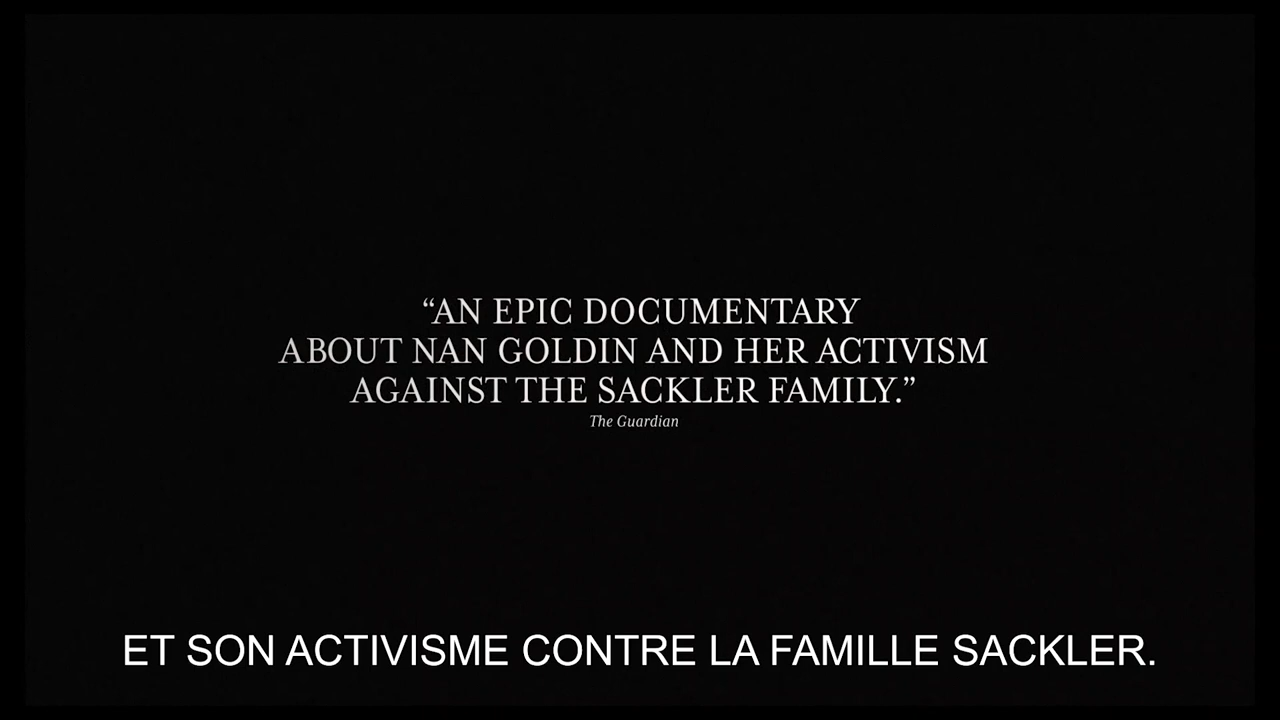 “AN EPIC DOCUMENTARY
ABOUT NAN GOLDIN AND HER ACTIVISM
AGAINST THE SACKLER FAMILY.”
The Guardian
ET SON ACTIVISME CONTRE LA FAMILLE SACKLER.